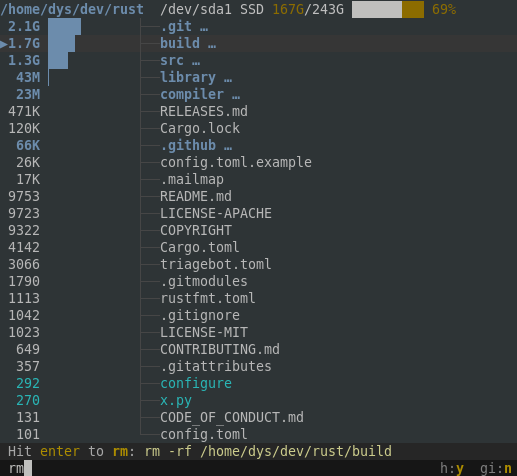 /home/dys/dev/rust /dev/sda1 SSD 167G/243G 69%
2.1G .git …
▶1.7G build …
1.3G src …
43M library …
23M compiler …
471K RELEASES.md
120K Cargo.lock
66K .github …
26K config.toml.example
17K .mailmap
9753 README.md
9723 LICENSE-APACHE
9322 COPYRIGHT
4142 Cargo.toml
3066 triagebot.toml
1790 .gitmodules
1113 rustfmt.toml
1042 .gitignore
1023 LICENSE-MIT
649 CONTRIBUTING.md
357 .gitattributes
292 configure
270 x.py
131 CODE_OF_CONDUCT.md
101 config.toml
Hit enter to rm: rm -rf /home/dys/dev/rust/build
rm h:y gi:n